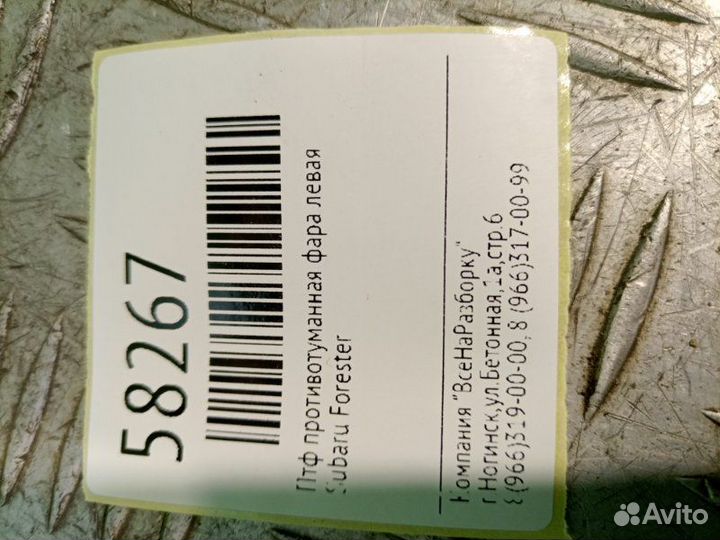 58267
Птф противотуманная фара левая
Subaru Forester
Компания "ВсеНаРазборку"
г.Ногинск,ул.Бетонная,1а,стр.6
8(966)319-00-00, 8 (966)317-00-99
Avito